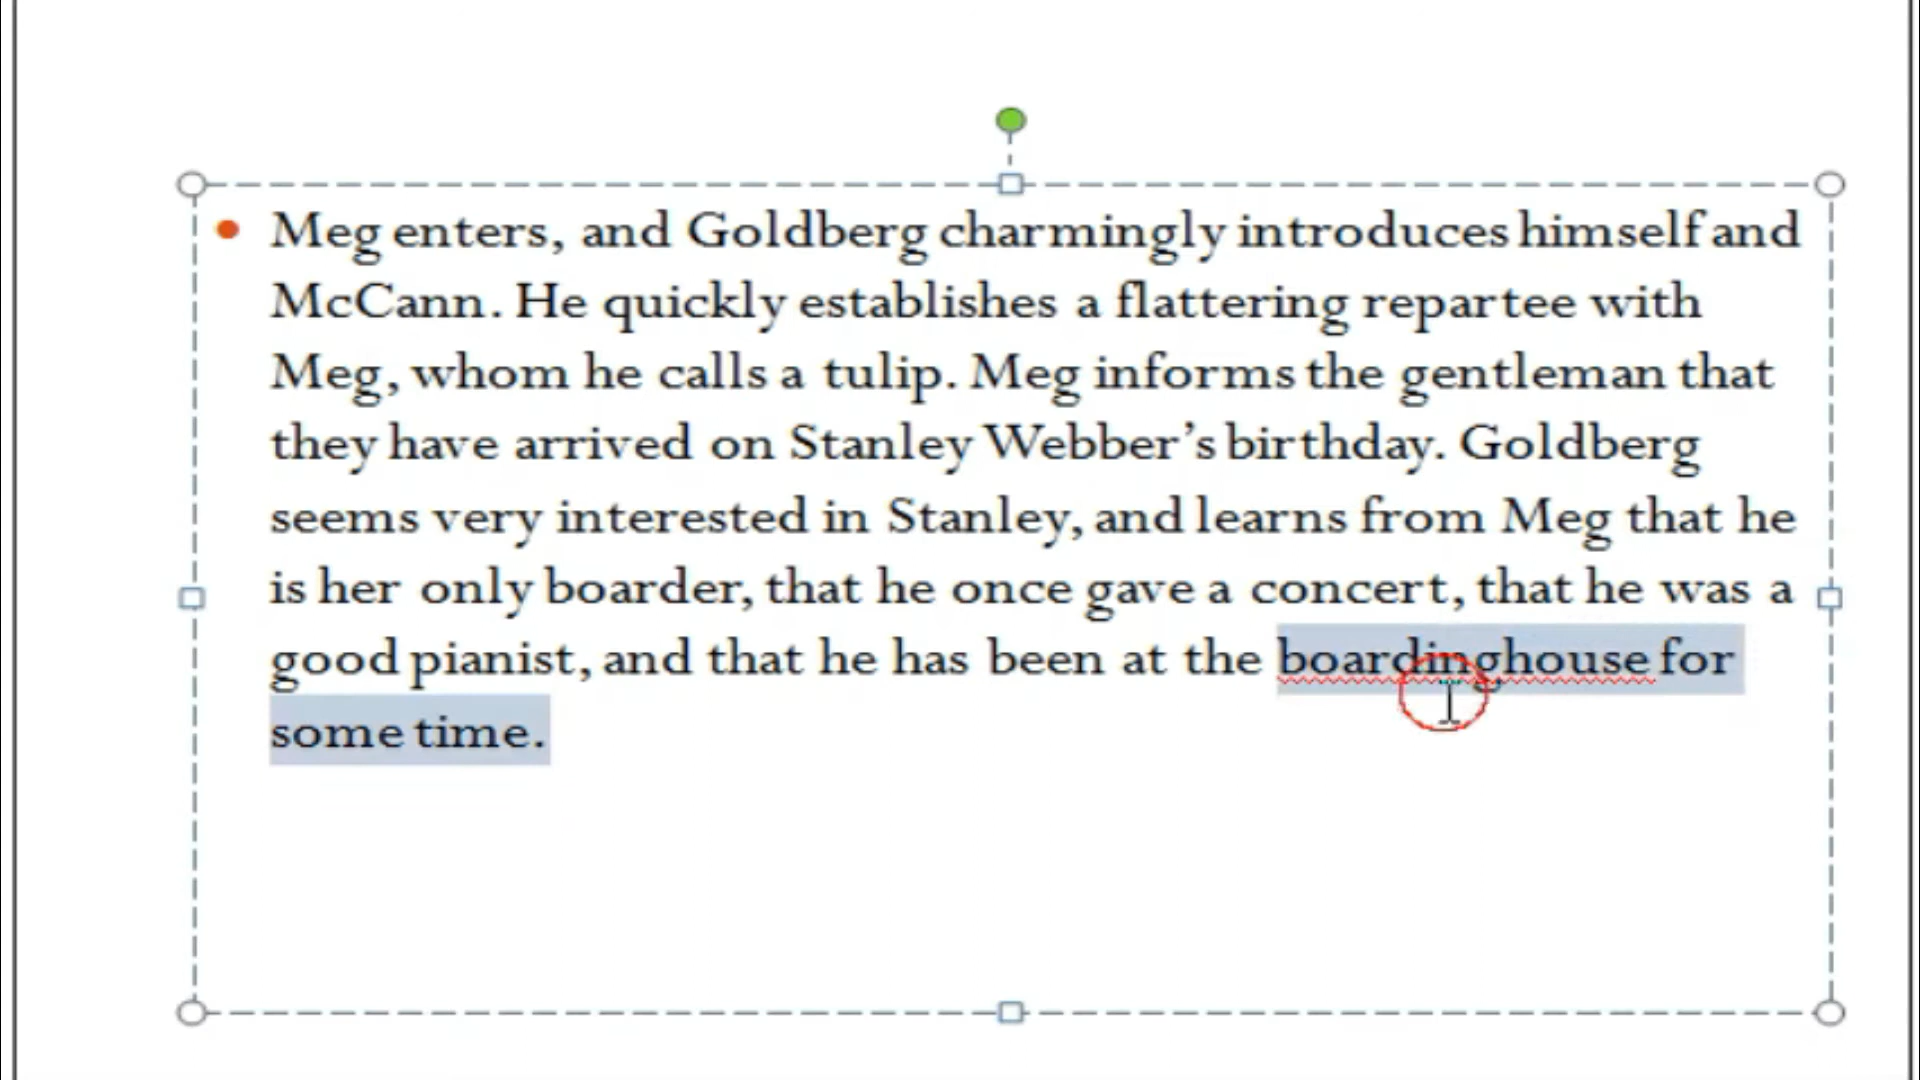 Meg enters, and Goldberg charmingly introduces himself and
McCann. He quickly establishes a flattering repartee with
Meg, whom he calls a tulip. Meg informs the gentleman that
they have arrived on Stanley Webber’s birthday. Goldberg
seems very interested in Stanley, and learns from Meg that he
is her only boarder, that he once gave a concert, that he was a
good pianist, and that he has been at the boardinghouse for
some time.